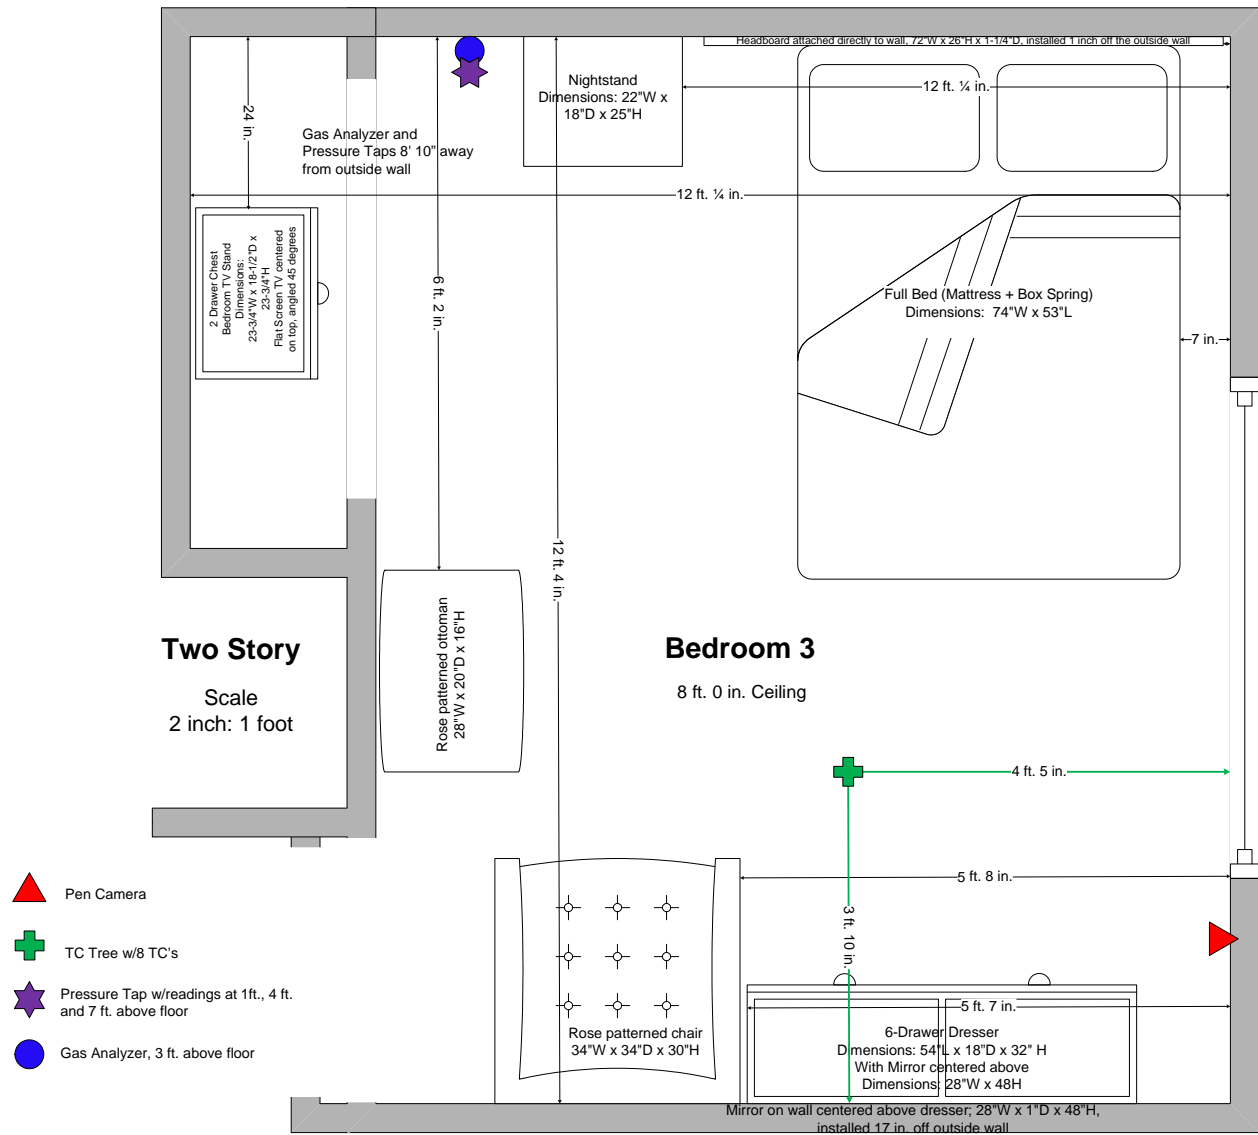 Headboard attached directly to wall, 72"W x 26"H x 1-1/4"D, installed 1 inch off the outside wall
Nightstand
Dimensions: 22"W x
18"D x 25"H
12 ft. ¼ in.
24 in.
Gas Analyzer and
Pressure Taps 8' 10" away
from outside wall
12 ft. ¼ in.
2 Drawer Chest
Bedroom TV Stand
Dimensions:
23-3/4"W x 18-1/2"D x
23-3/4"H
Flat Screen TV centered
on top, angled 45 degrees
6 ft. 2 in.
Full Bed (Mattress + Box Spring)
Dimensions: 74"W x 53"L
7 in.
12 ft. 4 in.
Rose patterned ottoman
28"W x 20"D x 16"H
Two Story
Scale
2 inch: 1 foot
Bedroom 3
8 ft. 0 in. Ceiling
4 ft. 5 in.
5 ft. 8 in.
3 ft. 10 in.
Pen Camera
TC Tree w/8 TC's
Pressure Tap w/readings at 1ft., 4 ft.
and 7 ft. above floor
Gas Analyzer, 3 ft. above floor
Rose patterned chair
34"W x 34"D x 30"H
5 ft. 7 in.
6-Drawer Dresser
Dimensions: 54"L x 18"D x 32" H
With Mirror centered above
Dimensions: 28"W x 48H
Mirror on wall centered above dresser; 28"W x 1"D x 48"H,
installed 17 in. off outside wall